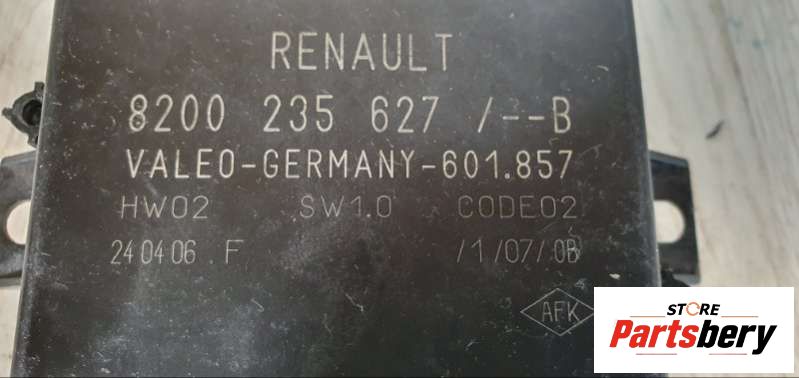 RENAULT
8200 235 627 /--B
VALEO-GERMANY-601.857
HW02 SW1.0 CODE02
240406 F /1/07/0B
AFK
STORE
Partsbery